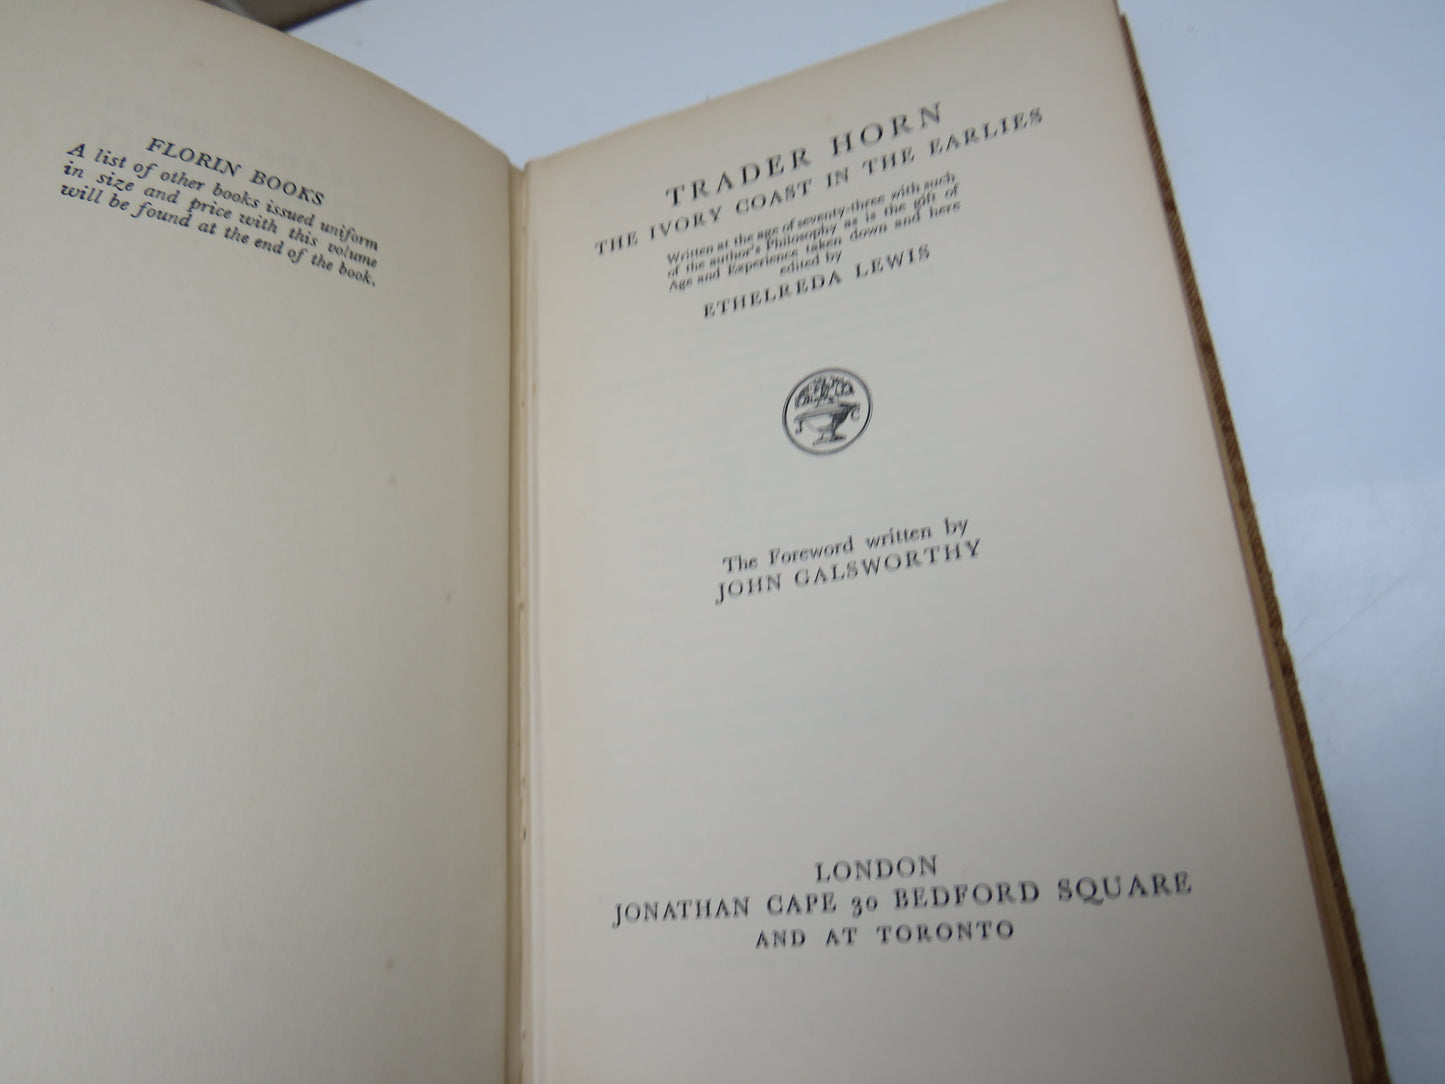 FLORIN BOOKS
A list of other books issued uniform
in size and price with this volume
will be found at the end of the book.
TRADER HORN
THE IVORY COAST IN THE EARLIES
Written at the age of seventy-three with such
of the author's Philosophy as is the gift of
Age and Experience taken down and here
edited by
ETHELREDA LEWIS
The Foreword written by
JOHN GALSWORTHY
LONDON
JONATHAN CAPE 30 BEDFORD SQUARE
AND AT TORONTO